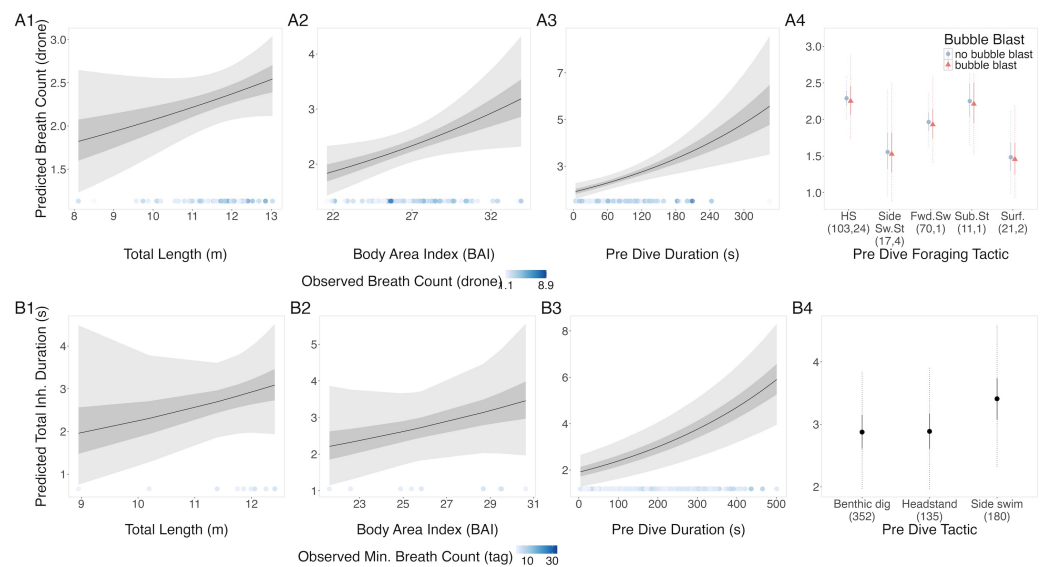 A1
A2
A3
A4
Predicted Breath Count (drone)
3.0
2.5
2.0
1.5
8
9
10
11
12
13
Total Length (m)
4
3
2
22
27
32
Body Area Index (BAI)
7
5
3
0
60
120
180
240
300
Pre Dive Duration (s)
3.0
2.5
2.0
1.5
1.0
Bubble Blast
no bubble blast
bubble blast
HS
(103,24)
Side
Sw.St
(17,4)
Fwd.Sw
(70,1)
Sub.St
(11,1)
Surf.
(21,2)
Pre Dive Foraging Tactic
Observed Breath Count (drone)
1.1
8.9
B1
B2
B3
B4
Predicted Total Inh. Duration (s)
4
3
2
1
9
10
11
12
Total Length (m)
5
4
3
2
1
21
23
25
27
29
31
Body Area Index (BAI)
8
6
4
2
0
100
200
300
400
500
Pre Dive Duration (s)
4
3
2
Benthic dig
(352)
Headstand
(135)
Side swim
(180)
Pre Dive Tactic
Observed Min. Breath Count (tag)
10
30